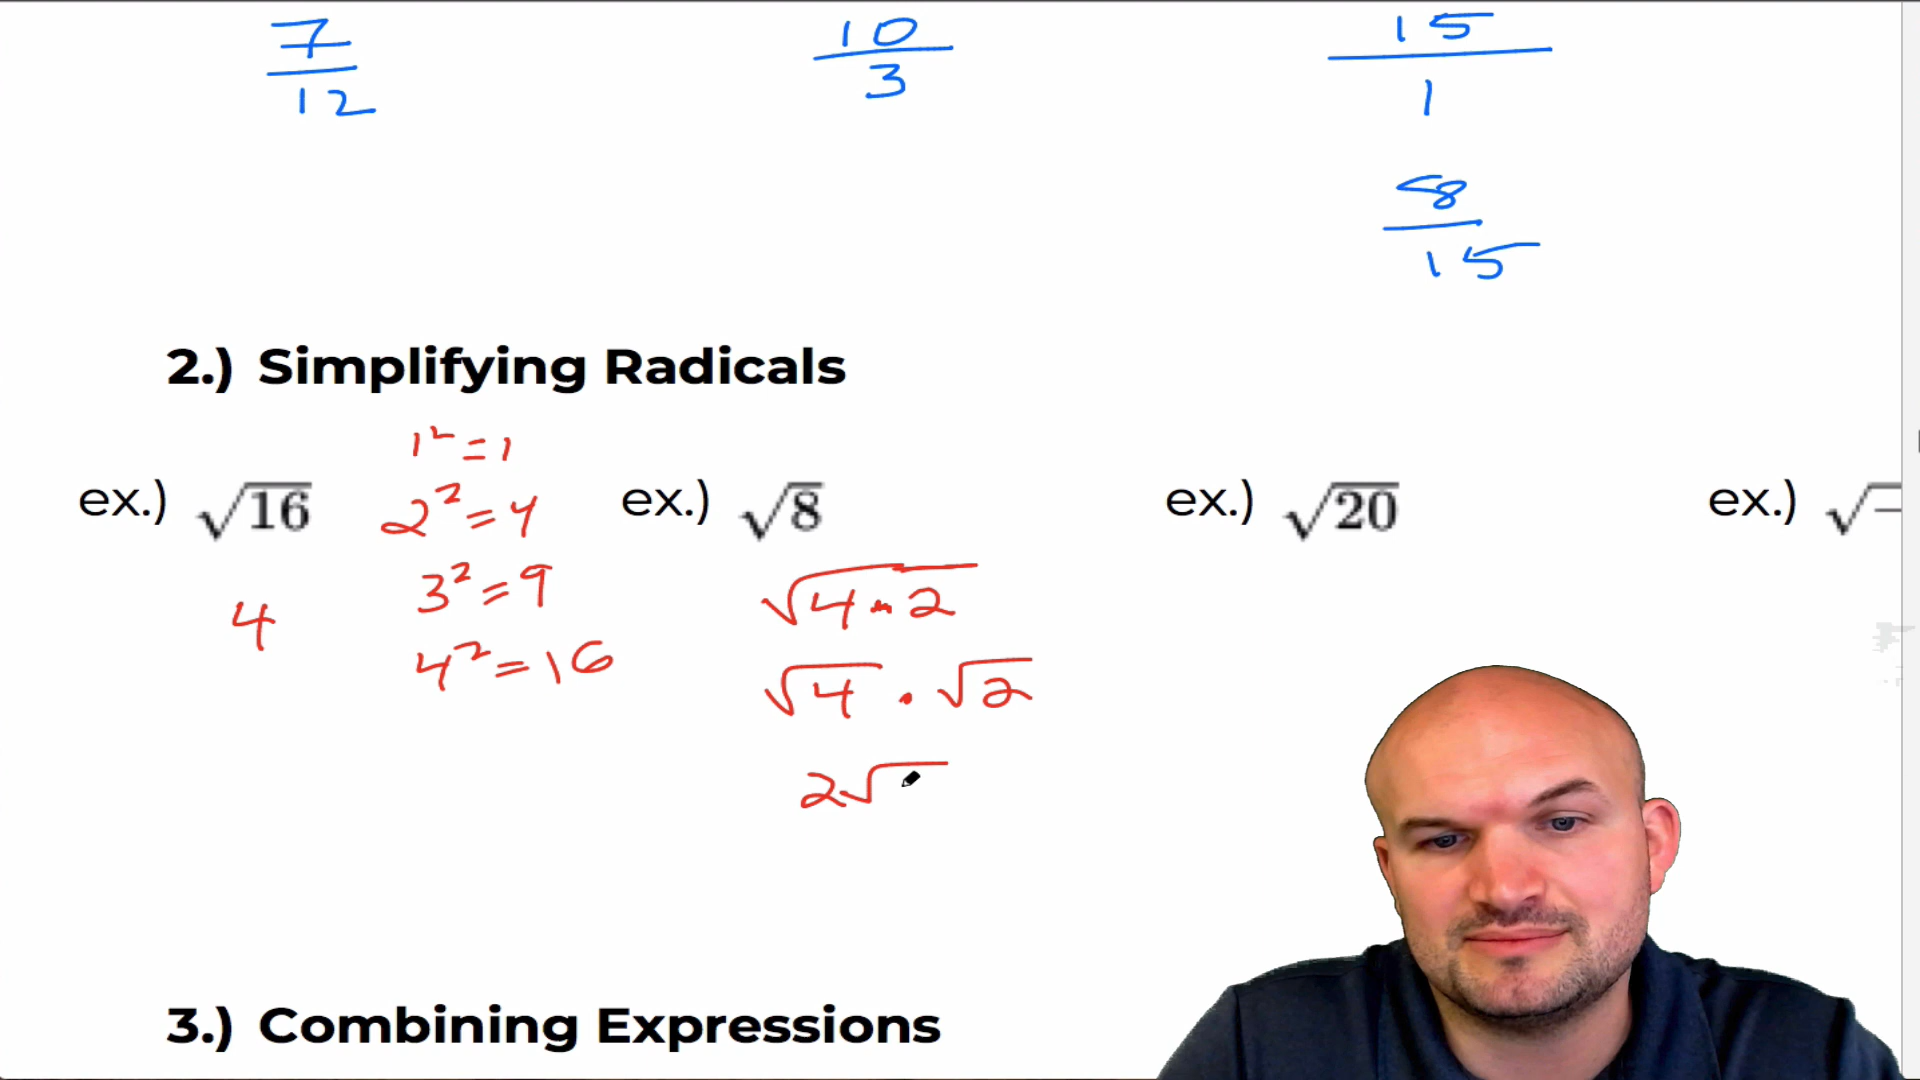 7/12
10/3
15/1
8/15
2.) Simplifying Radicals
ex.) √16
4
1² = 1
2² = 4
3² = 9
4² = 16
ex.) √8
√4 · 2
√4 · √2
2√
ex.) √20
ex.) √−
3.) Combining Expressions